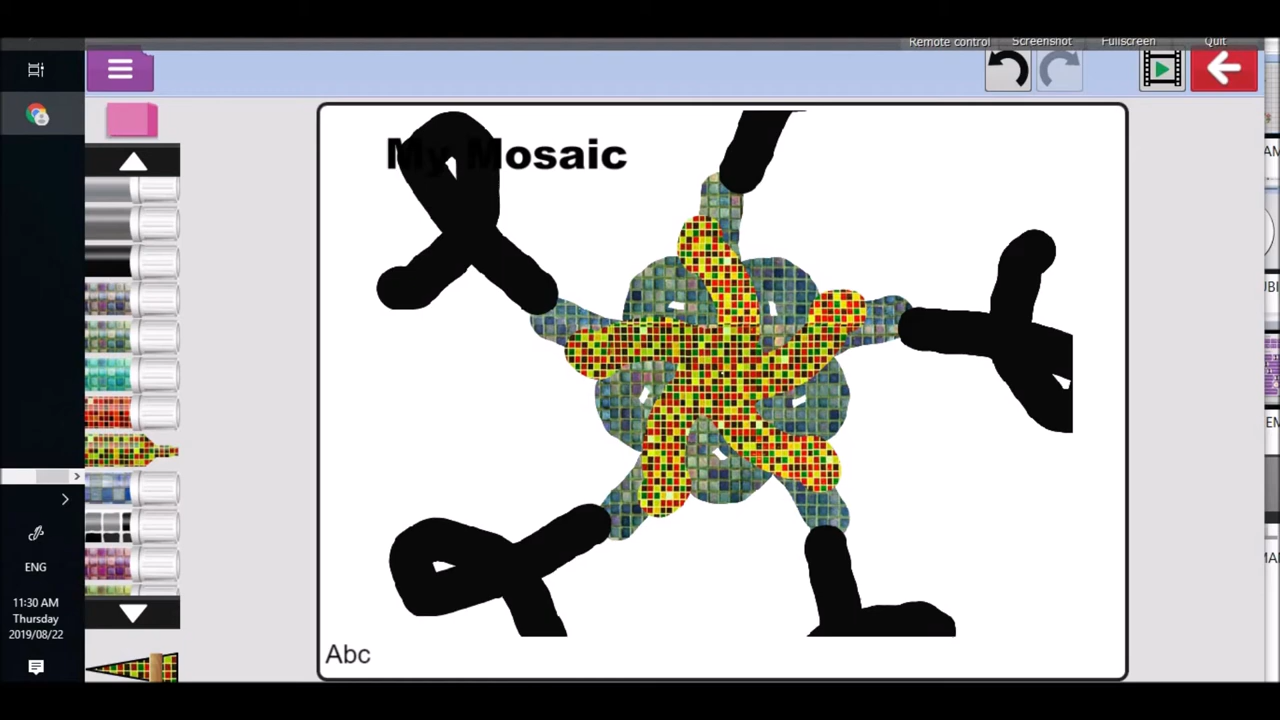 Remote control Screenshot Fullscreen Quit
My Mosaic
Abc
ENG
11:30 AM
Thursday
2019/08/22